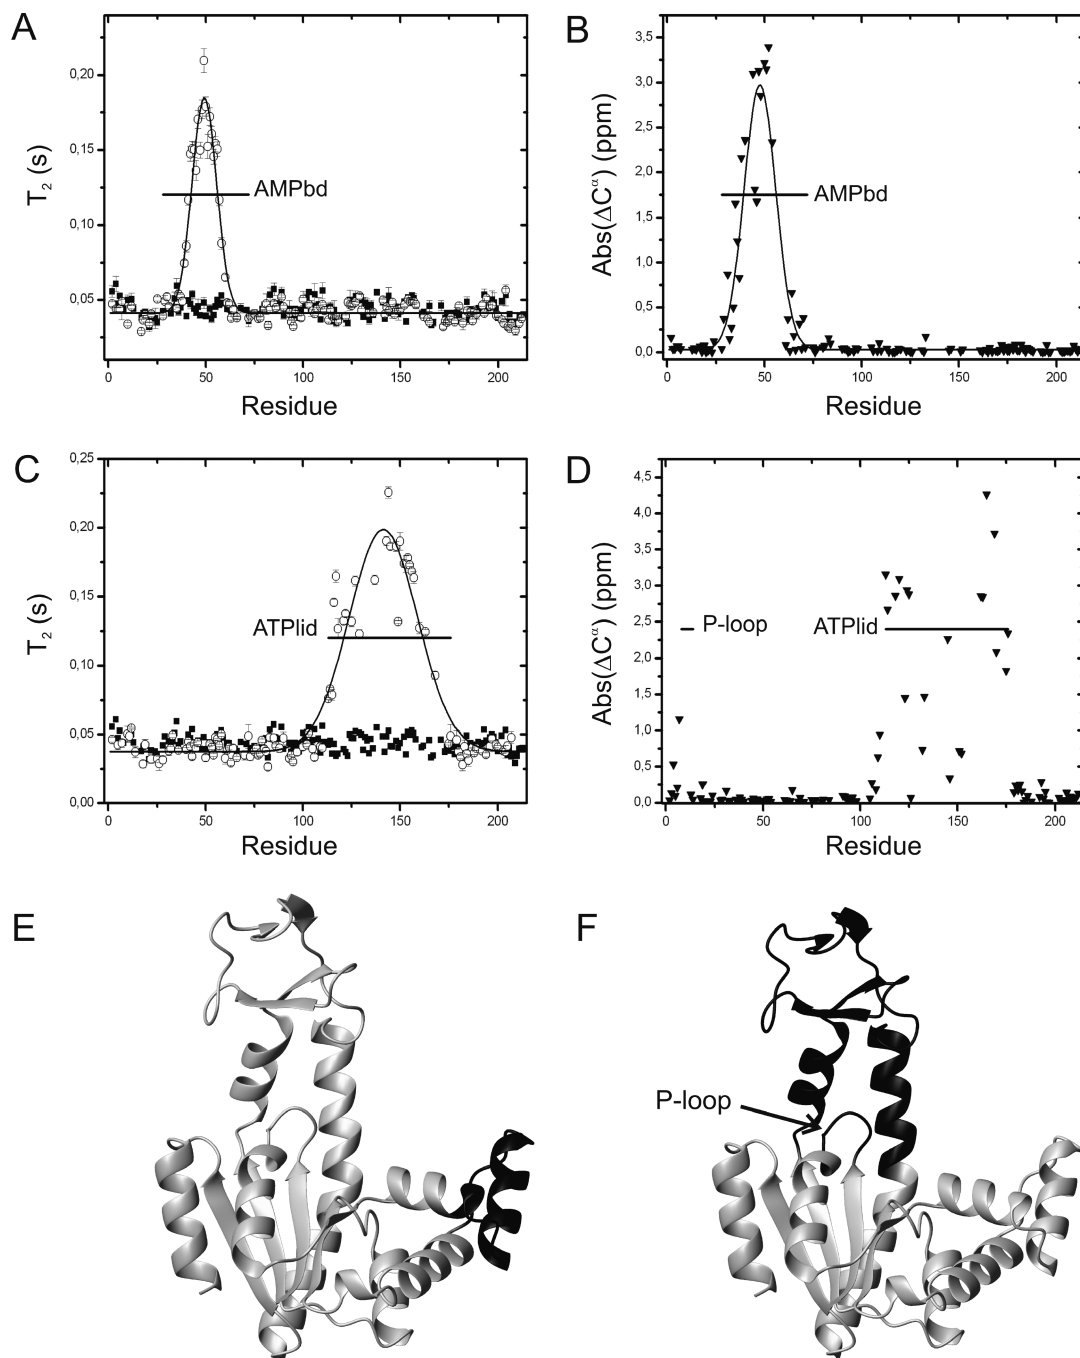 A
T2 (s)
0,20
0,15
0,10
0,05
AMPbd
0 50 100 150 200
Residue
B
Abs(ΔCα) (ppm)
3,5
3,0
2,5
2,0
1,5
1,0
0,5
0,0
AMPbd
0 50 100 150 200
Residue
C
T2 (s)
0,25
0,20
0,15
0,10
0,05
0,00
ATPlid
0 50 100 150 200
Residue
D
Abs(ΔCα) (ppm)
4,5
4,0
3,5
3,0
2,5
2,0
1,5
1,0
0,5
0,0
P-loop
ATPlid
0 50 100 150 200
Residue
E
F
P-loop